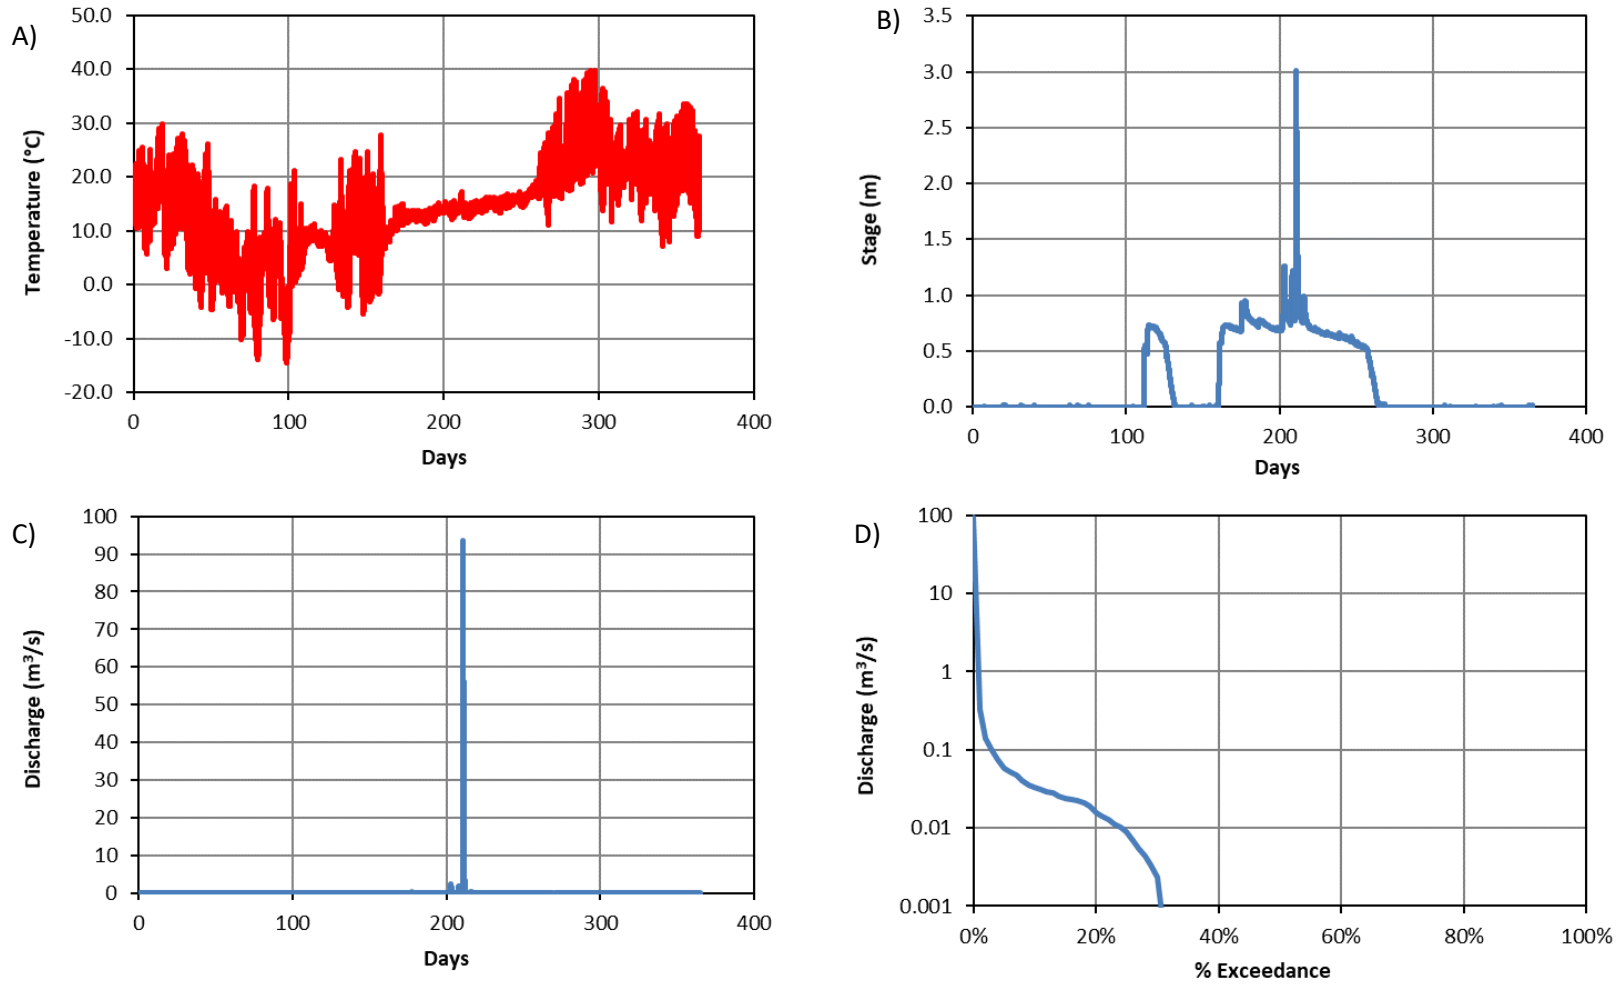 A)
50.0
40.0
30.0
20.0
10.0
0.0
-10.0
-20.0
Temperature (°C)
0 100 200 300 400
Days
B)
3.5
3.0
2.5
2.0
1.5
1.0
0.5
0.0
Stage (m)
0 100 200 300 400
Days
C)
100
90
80
70
60
50
40
30
20
10
0
Discharge (m³/s)
0 100 200 300 400
Days
D)
100
10
1
0.1
0.01
0.001
Discharge (m³/s)
0% 20% 40% 60% 80% 100%
% Exceedance